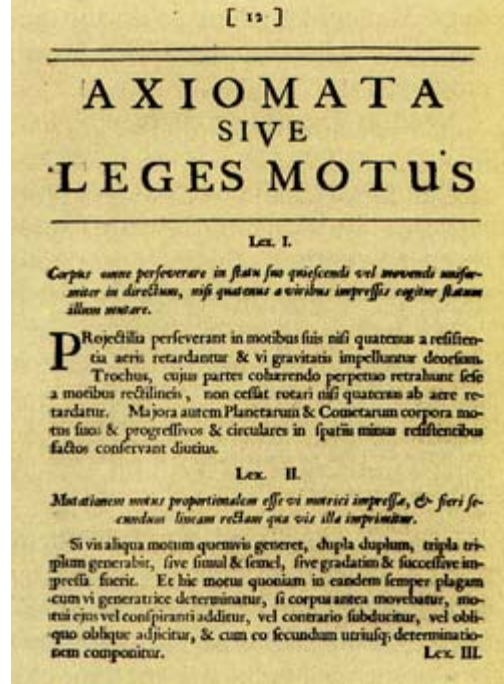 [ 12 ]
AXIOMATA
SIVE
LEGES MOTUS
Lex. I.
Corpus omne perseverare in statu suo quiescendi vel movendi unifor-
miter in directum, nisi quatenus a viribus impressis cogitur statum
illum mutare.
PRojectilia perseverant in motibus suis nisi quatenus a resisten-
tia aeris retardantur & vi gravitatis impelluntur deorsum.
Trochus, cujus partes cohærendo perpetuo retrahunt sese
a motibus rectilineis, non cessat rotari nisi quatenus ab aere re-
tardatur. Majora autem Planetarum & Cometarum corpora mo-
tus suos & progressivos & circulares in spatiis minus resistentibus
factos conservant diutius.
Lex. II.
Mutationem motus proportionalem esse vi motrici impressæ, & fieri se-
cundum lineam rectam qua vis illa imprimitur.
Si vis aliqua motum quemvis generet, dupla duplum, tripla tri-
plum generabit, sive simul & semel, sive gradatim & successive im-
pressa fuerit. Et hic motus quoniam in eandem semper plagam
cum vi generatrice determinatur, si corpus antea movebatur, mo-
tui ejus vel conspiranti additur, vel contrario subducitur, vel obli-
quo oblique adjicitur, & cum eo secundum utriusq; determinatio-
nem componitur. Lex. III.